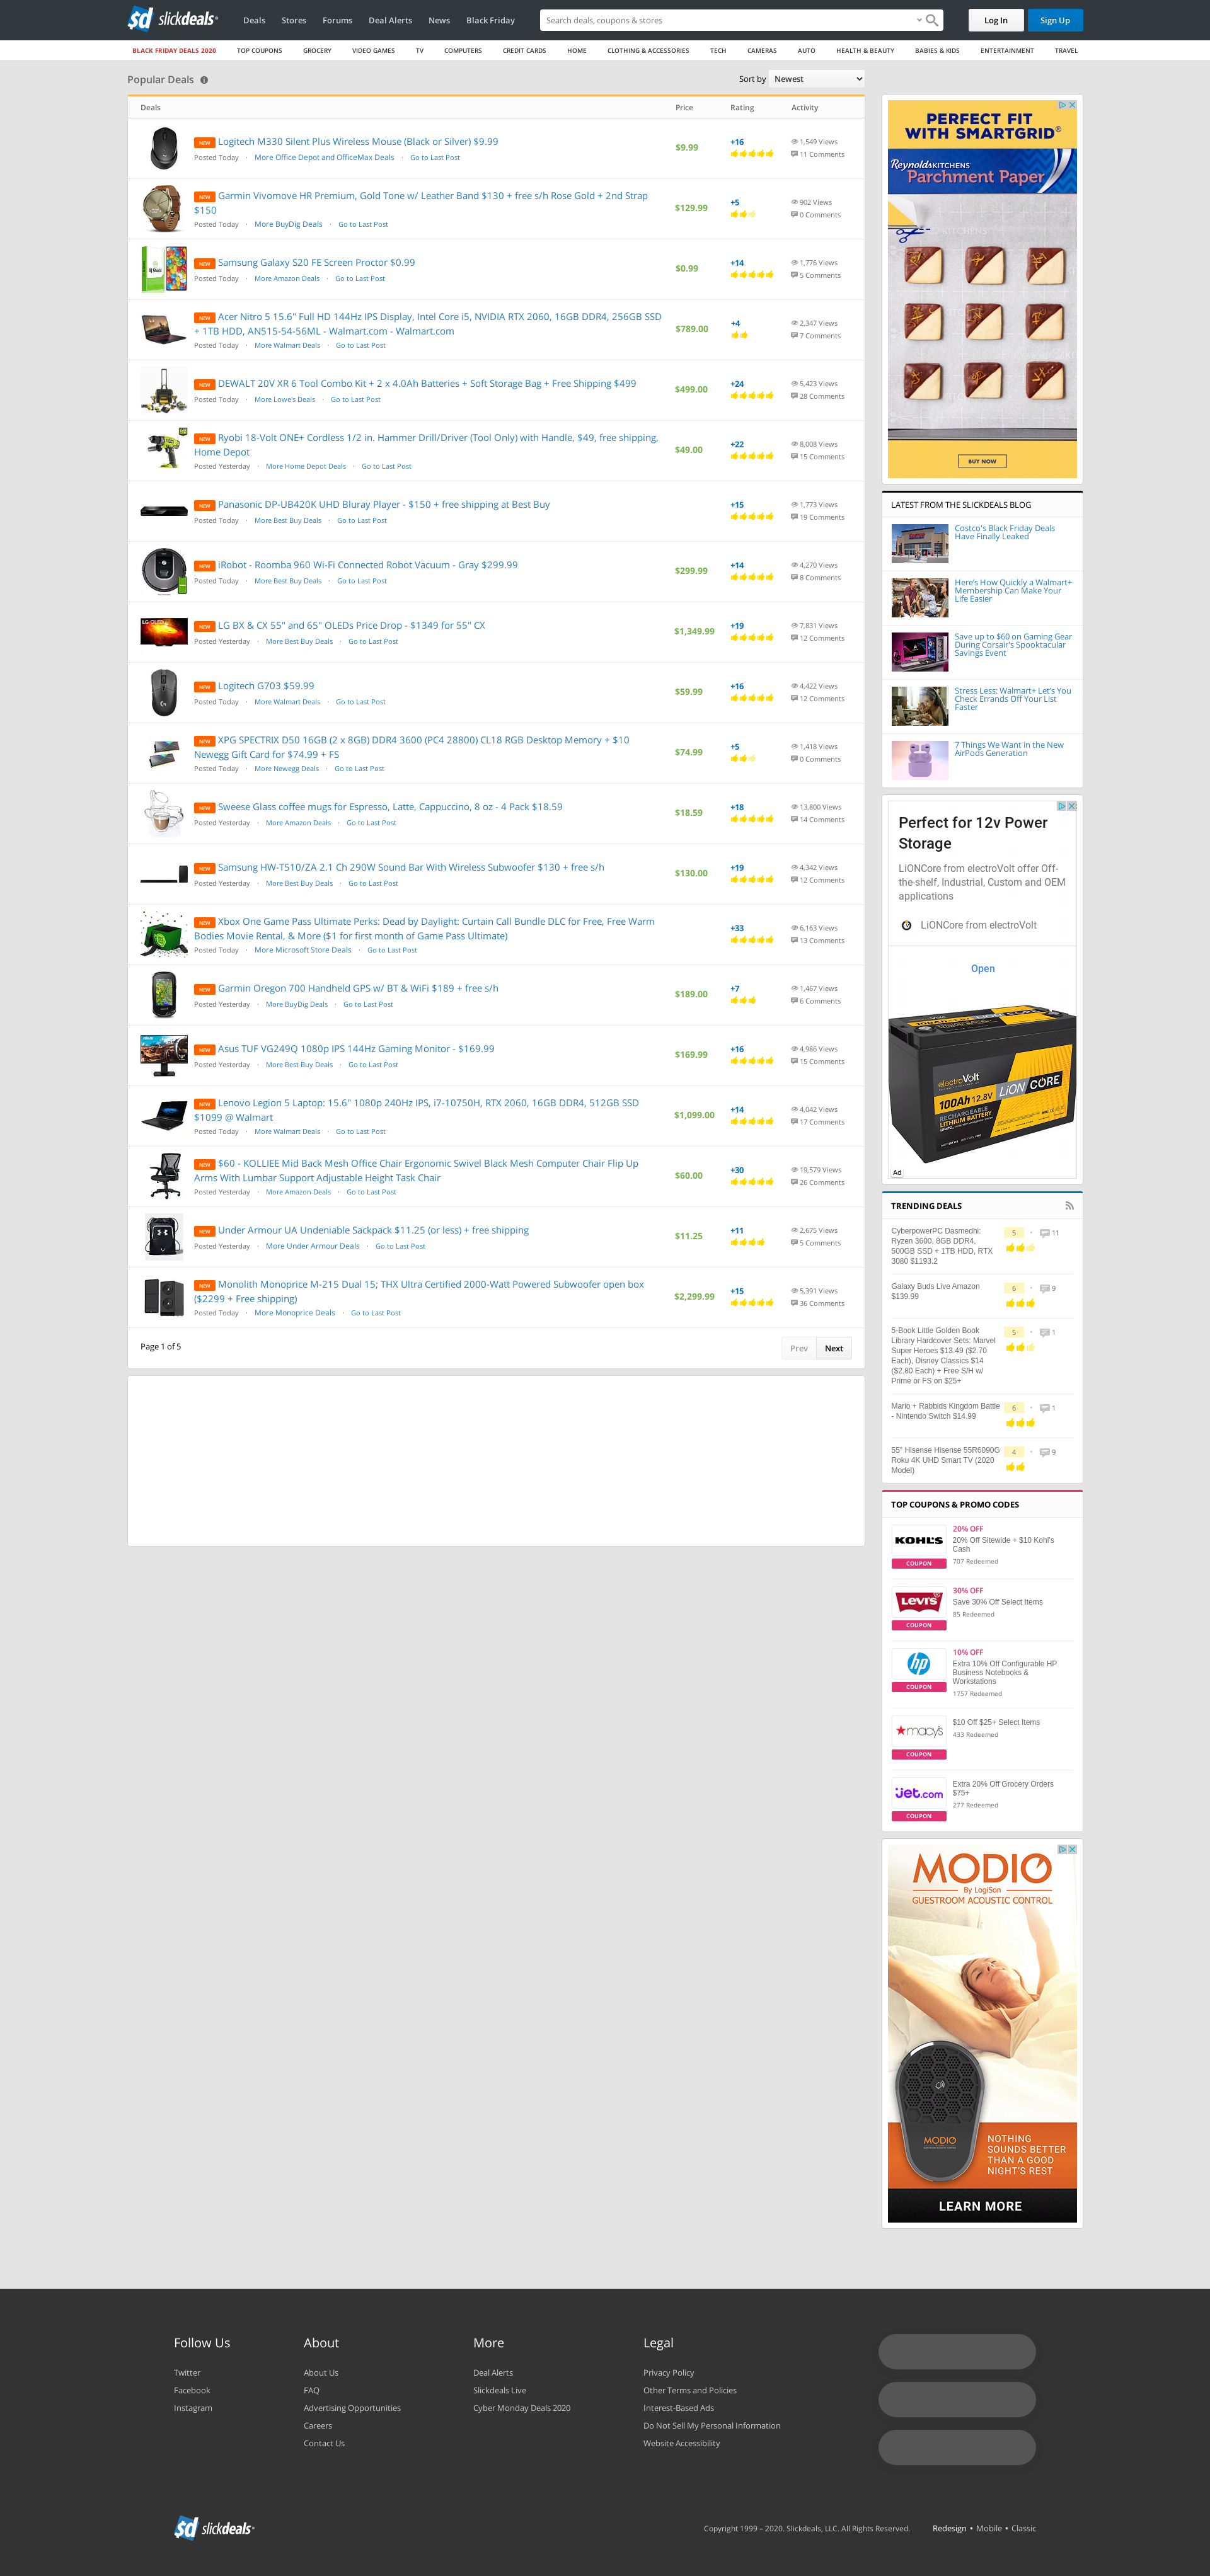 sd slickdeals
Deals
Stores
Forums
Deal Alerts
News
Black Friday
Search deals, coupons & stores
Log In
Sign Up
BLACK FRIDAY DEALS 2020
TOP COUPONS
GROCERY
VIDEO GAMES
TV
COMPUTERS
CREDIT CARDS
HOME
CLOTHING & ACCESSORIES
TECH
CAMERAS
AUTO
HEALTH & BEAUTY
BABIES & KIDS
ENTERTAINMENT
TRAVEL
Popular Deals
Sort by Newest
Deals Price Rating Activity
NEW Logitech M330 Silent Plus Wireless Mouse (Black or Silver) $9.99
Posted Today · More Office Depot and OfficeMax Deals · Go to Last Post
$9.99
+16
1,549 Views
11 Comments
NEW Garmin Vivomove HR Premium, Gold Tone w/ Leather Band $130 + free s/h Rose Gold + 2nd Strap
$150
Posted Today · More BuyDig Deals · Go to Last Post
$129.99
+5
902 Views
0 Comments
NEW Samsung Galaxy S20 FE Screen Proctor $0.99
Posted Today · More Amazon Deals · Go to Last Post
$0.99
+14
1,776 Views
5 Comments
NEW Acer Nitro 5 15.6" Full HD 144Hz IPS Display, Intel Core i5, NVIDIA RTX 2060, 16GB DDR4, 256GB SSD
+ 1TB HDD, AN515-54-56ML - Walmart.com - Walmart.com
Posted Today · More Walmart Deals · Go to Last Post
$789.00
+4
2,347 Views
7 Comments
NEW DEWALT 20V XR 6 Tool Combo Kit + 2 x 4.0Ah Batteries + Soft Storage Bag + Free Shipping $499
Posted Today · More Lowe's Deals · Go to Last Post
$499.00
+24
5,423 Views
28 Comments
NEW Ryobi 18-Volt ONE+ Cordless 1/2 in. Hammer Drill/Driver (Tool Only) with Handle, $49, free shipping,
Home Depot
Posted Yesterday · More Home Depot Deals · Go to Last Post
$49.00
+22
8,008 Views
15 Comments
NEW Panasonic DP-UB420K UHD Bluray Player - $150 + free shipping at Best Buy
Posted Today · More Best Buy Deals · Go to Last Post
+15
1,773 Views
19 Comments
NEW iRobot - Roomba 960 Wi-Fi Connected Robot Vacuum - Gray $299.99
Posted Today · More Best Buy Deals · Go to Last Post
$299.99
+14
4,270 Views
8 Comments
LG OLED
NEW LG BX & CX 55" and 65" OLEDs Price Drop - $1349 for 55" CX
Posted Yesterday · More Best Buy Deals · Go to Last Post
$1,349.99
+19
7,831 Views
12 Comments
NEW Logitech G703 $59.99
Posted Today · More Walmart Deals · Go to Last Post
$59.99
+16
4,422 Views
12 Comments
NEW XPG SPECTRIX D50 16GB (2 x 8GB) DDR4 3600 (PC4 28800) CL18 RGB Desktop Memory + $10
Newegg Gift Card for $74.99 + FS
Posted Today · More Newegg Deals · Go to Last Post
$74.99
+5
1,418 Views
0 Comments
NEW Sweese Glass coffee mugs for Espresso, Latte, Cappuccino, 8 oz - 4 Pack $18.59
Posted Yesterday · More Amazon Deals · Go to Last Post
$18.59
+18
13,800 Views
14 Comments
NEW Samsung HW-T510/ZA 2.1 Ch 290W Sound Bar With Wireless Subwoofer $130 + free s/h
Posted Yesterday · More Best Buy Deals · Go to Last Post
$130.00
+19
4,342 Views
12 Comments
NEW Xbox One Game Pass Ultimate Perks: Dead by Daylight: Curtain Call Bundle DLC for Free, Free Warm
Bodies Movie Rental, & More ($1 for first month of Game Pass Ultimate)
Posted Today · More Microsoft Store Deals · Go to Last Post
+33
6,163 Views
13 Comments
NEW Garmin Oregon 700 Handheld GPS w/ BT & WiFi $189 + free s/h
Posted Yesterday · More BuyDig Deals · Go to Last Post
$189.00
+7
1,467 Views
6 Comments
NEW Asus TUF VG249Q 1080p IPS 144Hz Gaming Monitor - $169.99
Posted Yesterday · More Best Buy Deals · Go to Last Post
$169.99
+16
4,986 Views
15 Comments
NEW Lenovo Legion 5 Laptop: 15.6'' 1080p 240Hz IPS, i7-10750H, RTX 2060, 16GB DDR4, 512GB SSD
$1099 @ Walmart
Posted Today · More Walmart Deals · Go to Last Post
$1,099.00
+14
4,042 Views
17 Comments
NEW $60 - KOLLIEE Mid Back Mesh Office Chair Ergonomic Swivel Black Mesh Computer Chair Flip Up
Arms With Lumbar Support Adjustable Height Task Chair
Posted Yesterday · More Amazon Deals · Go to Last Post
$60.00
+30
19,579 Views
26 Comments
NEW Under Armour UA Undeniable Sackpack $11.25 (or less) + free shipping
Posted Yesterday · More Under Armour Deals · Go to Last Post
$11.25
+11
2,675 Views
5 Comments
NEW Monolith Monoprice M-215 Dual 15; THX Ultra Certified 2000-Watt Powered Subwoofer open box
($2299 + Free shipping)
Posted Today · More Monoprice Deals · Go to Last Post
$2,299.99
+15
5,391 Views
36 Comments
Page 1 of 5
Prev Next
PERFECT FIT
WITH SMARTGRID®
Reynolds KITCHENS
Parchment Paper
BUY NOW
LATEST FROM THE SLICKDEALS BLOG
Costco's Black Friday Deals
Have Finally Leaked
Here's How Quickly a Walmart+
Membership Can Make Your
Life Easier
Save up to $60 on Gaming Gear
During Corsair's Spooktacular
Savings Event
Stress Less: Walmart+ Let's You
Check Errands Off Your List
Faster
7 Things We Want in the New
AirPods Generation
Perfect for 12v Power
Storage
LiONCore from electroVolt offer Off-
the-shelf, Industrial, Custom and OEM
applications
LiONCore from electroVolt
Open
electroVolt
LiON CORE
100Ah 12.8V
RECHARGEABLE
LITHIUM BATTERY
Ad
TRENDING DEALS
CyberpowerPC Dasmedhi:
Ryzen 3600, 8GB DDR4,
500GB SSD + 1TB HDD, RTX
3080 $1193.2
5 · 11
Galaxy Buds Live Amazon
$139.99
6 · 9
5-Book Little Golden Book
Library Hardcover Sets: Marvel
Super Heroes $13.49 ($2.70
Each), Disney Classics $14
($2.80 Each) + Free S/H w/
Prime or FS on $25+
5 · 1
Mario + Rabbids Kingdom Battle
- Nintendo Switch $14.99
6 · 1
55" Hisense Hisense 55R6090G
Roku 4K UHD Smart TV (2020
Model)
4 · 9
TOP COUPONS & PROMO CODES
KOHL'S
COUPON
20% OFF
20% Off Sitewide + $10 Kohl's
Cash
707 Redeemed
Levi's
COUPON
30% OFF
Save 30% Off Select Items
85 Redeemed
hp
COUPON
10% OFF
Extra 10% Off Configurable HP
Business Notebooks &
Workstations
1757 Redeemed
macy's
COUPON
$10 Off $25+ Select Items
433 Redeemed
jet.com
COUPON
Extra 20% Off Grocery Orders
$75+
277 Redeemed
MODIO
By LogiSon
GUESTROOM ACOUSTIC CONTROL
MODIO
NOTHING
SOUNDS BETTER
THAN A GOOD
NIGHT'S REST
LEARN MORE
Follow Us
Twitter
Facebook
Instagram
About
About Us
FAQ
Advertising Opportunities
Careers
Contact Us
More
Deal Alerts
Slickdeals Live
Cyber Monday Deals 2020
Legal
Privacy Policy
Other Terms and Policies
Interest-Based Ads
Do Not Sell My Personal Information
Website Accessibility
sd slickdeals
Copyright 1999 – 2020. Slickdeals, LLC. All Rights Reserved.
Redesign • Mobile • Classic